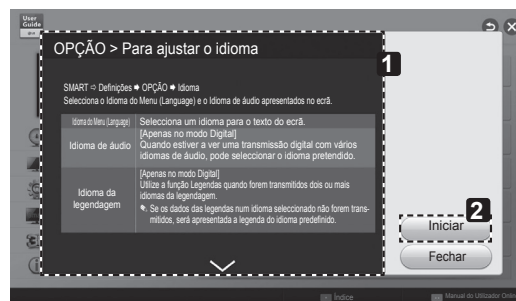 User
Guide
OPÇÃO > Para ajustar o idioma
1
SMART ⇨ Definições ➡ OPÇÃO ➡ Idioma
Selecciona o Idioma do Menu (Language) e o Idioma de áudio apresentados no ecrã.
Idioma do Menu (Language)
Selecciona um idioma para o texto do ecrã.
Idioma de áudio
[Apenas no modo Digital]
Quando estiver a ver uma transmissão digital com vários
idiomas de áudio, pode seleccionar o idioma pretendido.
Idioma da
legendagem
[Apenas no modo Digital]
Utilize a função Legendas quando forem transmitidos dois ou mais
idiomas da legendagem.
Se os dados das legendas num idioma seleccionado não forem trans-
mitidos, será apresentada a legenda do idioma predefinido.
2
Iniciar
Fechar
Índice
Manual do Utilizador Onlin